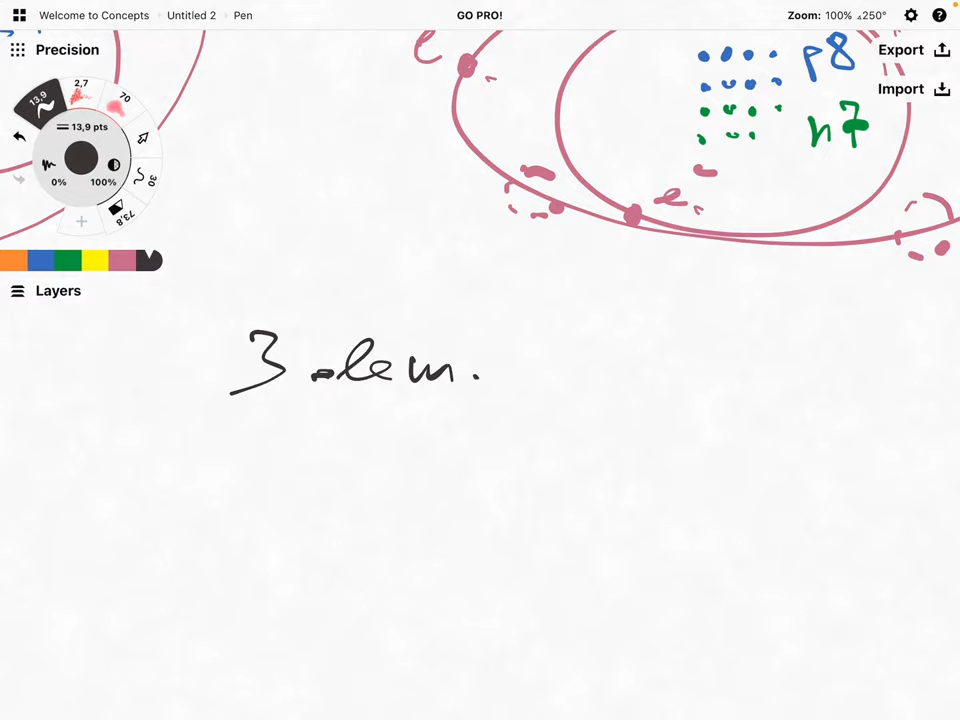 Welcome to Concepts › Untitled 2 › Pen
GO PRO!
Zoom: 100% ⊿250°
Precision
Export
Import
2,7
13,9
70
13,9 pts
0%
100%
30
73,8
Layers
e
p8
n7
e
3 elem.